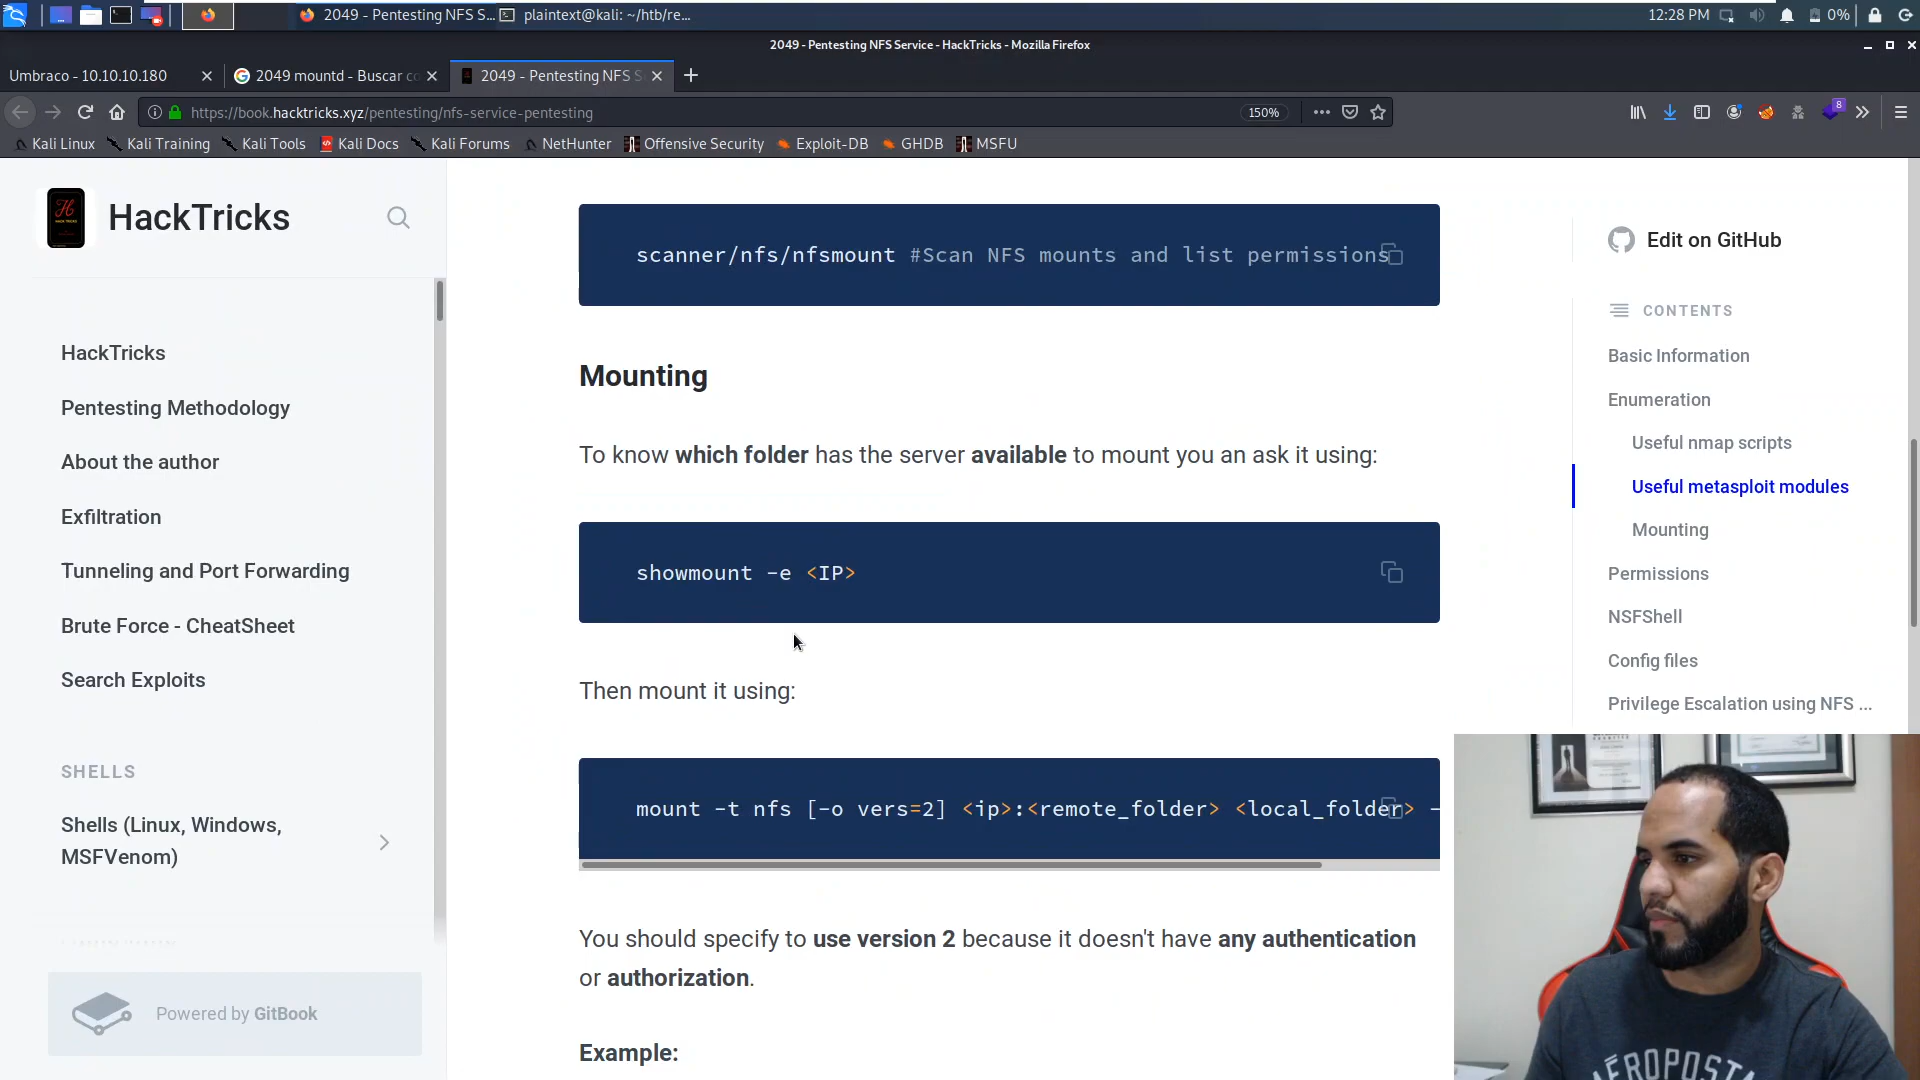 2049 - Pentesting NFS S...
plaintext@kali: ~/htb/re...
12:28 PM
0%
2049 - Pentesting NFS Service - HackTricks - Mozilla Firefox
Umbraco - 10.10.10.180
2049 mountd - Buscar co
2049 - Pentesting NFS S
https://book.hacktricks.xyz/pentesting/nfs-service-pentesting
150%
8
Kali Linux
Kali Training
Kali Tools
Kali Docs
Kali Forums
NetHunter
Offensive Security
Exploit-DB
GHDB
MSFU
HackTricks
HackTricks
Pentesting Methodology
About the author
Exfiltration
Tunneling and Port Forwarding
Brute Force - CheatSheet
Search Exploits
SHELLS
Shells (Linux, Windows,
MSFVenom)
Powered by GitBook
scanner/nfs/nfsmount #Scan NFS mounts and list permissions
Mounting
To know which folder has the server available to mount you an ask it using:
showmount -e <IP>
Then mount it using:
mount -t nfs [-o vers=2] <ip>:<remote_folder> <local_folder> -
You should specify to use version 2 because it doesn't have any authentication
or authorization.
Example:
Edit on GitHub
CONTENTS
Basic Information
Enumeration
Useful nmap scripts
Useful metasploit modules
Mounting
Permissions
NSFShell
Config files
Privilege Escalation using NFS ...
AÉROPOSTA